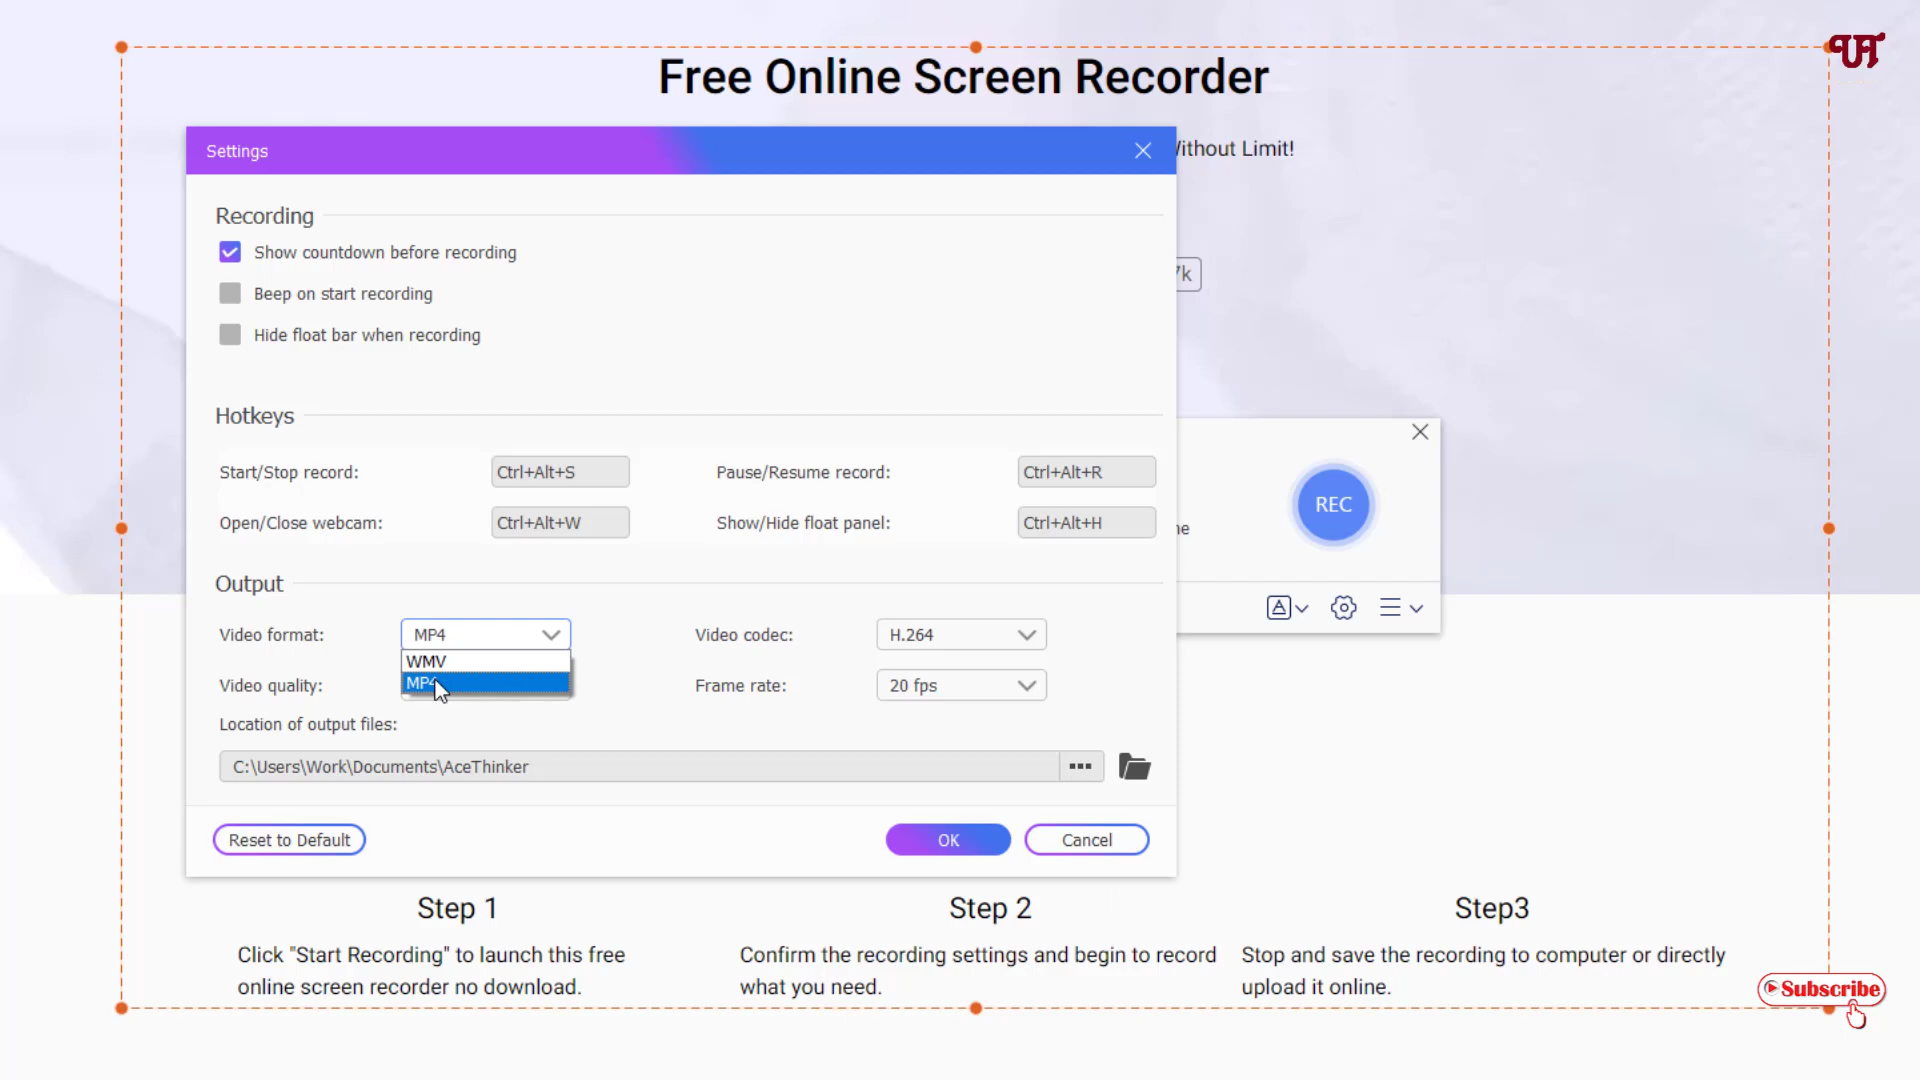 Free Online Screen Recorder
Settings
Without Limit!
Recording
Show countdown before recording
Beep on start recording
7k
Hide float bar when recording
Hotkeys
Start/Stop record: Ctrl+Alt+S Pause/Resume record: Ctrl+Alt+R
REC
Open/Close webcam: Ctrl+Alt+W Show/Hide float panel: Ctrl+Alt+H
ne
Output
A
Video format: MP4 Video codec: H.264
WMV
MP4
Video quality: Frame rate: 20 fps
Location of output files:
C:\Users\Work\Documents\AceThinker
Reset to Default OK Cancel
Step 1 Step 2 Step3
Click "Start Recording" to launch this free
online screen recorder no download.
Confirm the recording settings and begin to record
what you need.
Stop and save the recording to computer or directly
upload it online.
Subscribe